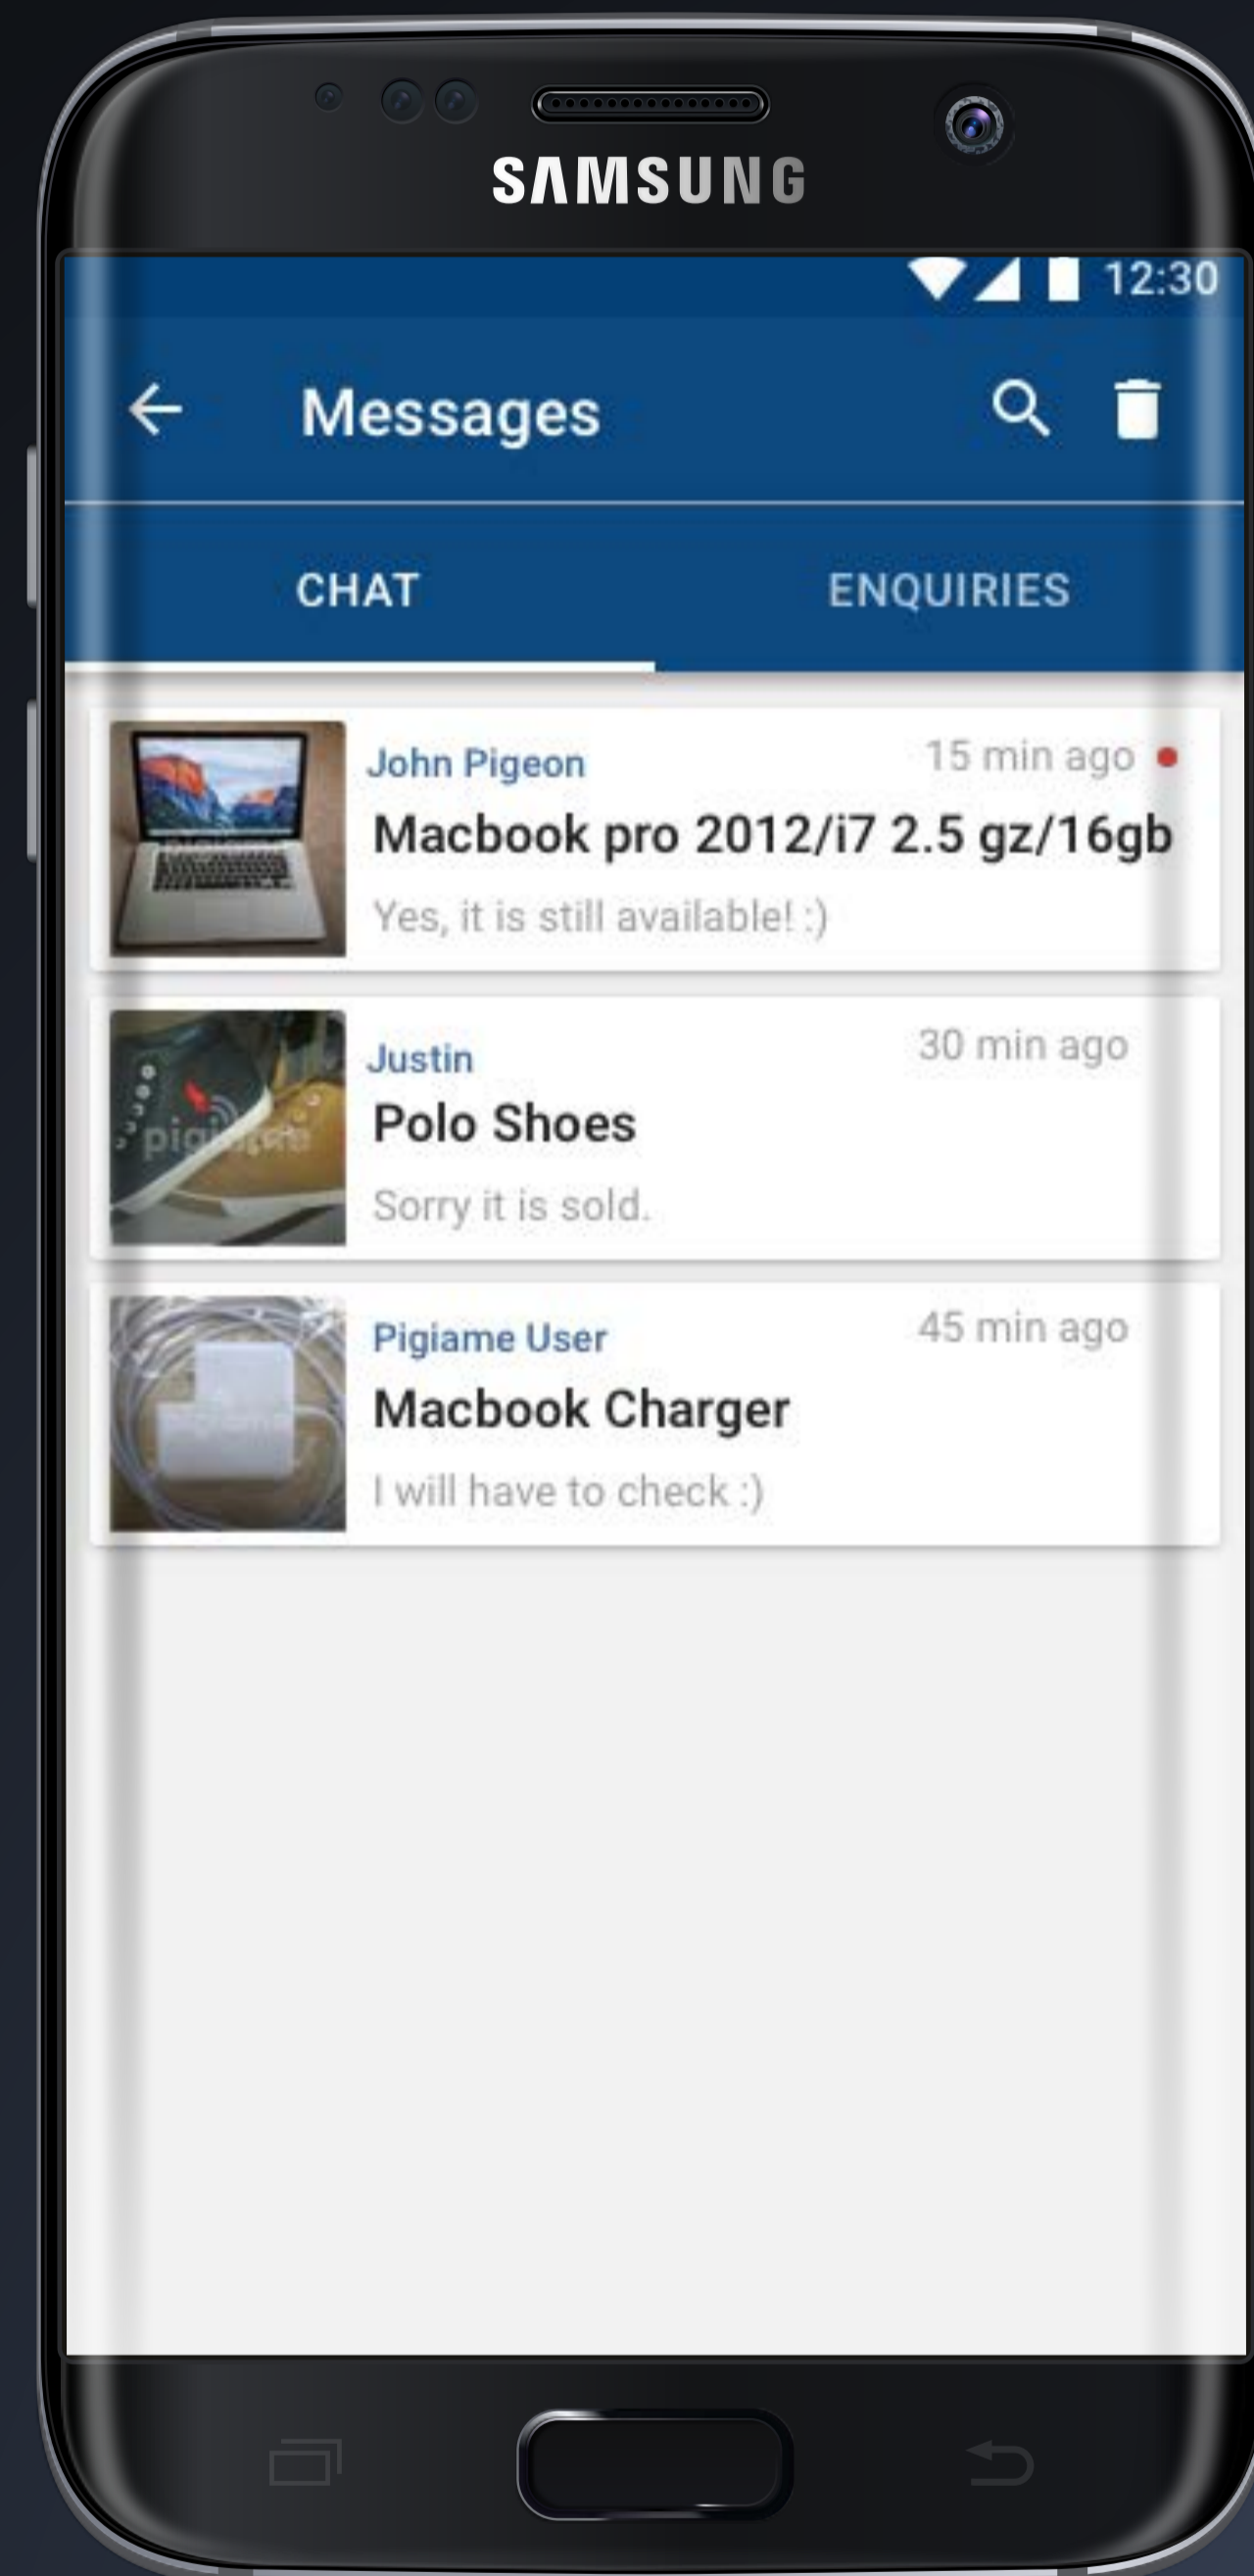 SAMSUNG
12:30
Messages
CHAT ENQUIRIES
John Pigeon 15 min ago
Macbook pro 2012/i7 2.5 gz/16gb
Yes, it is still available! :)
Justin 30 min ago
pigiame
Polo Shoes
Sorry it is sold.
Pigiame User 45 min ago
Macbook Charger
I will have to check :)